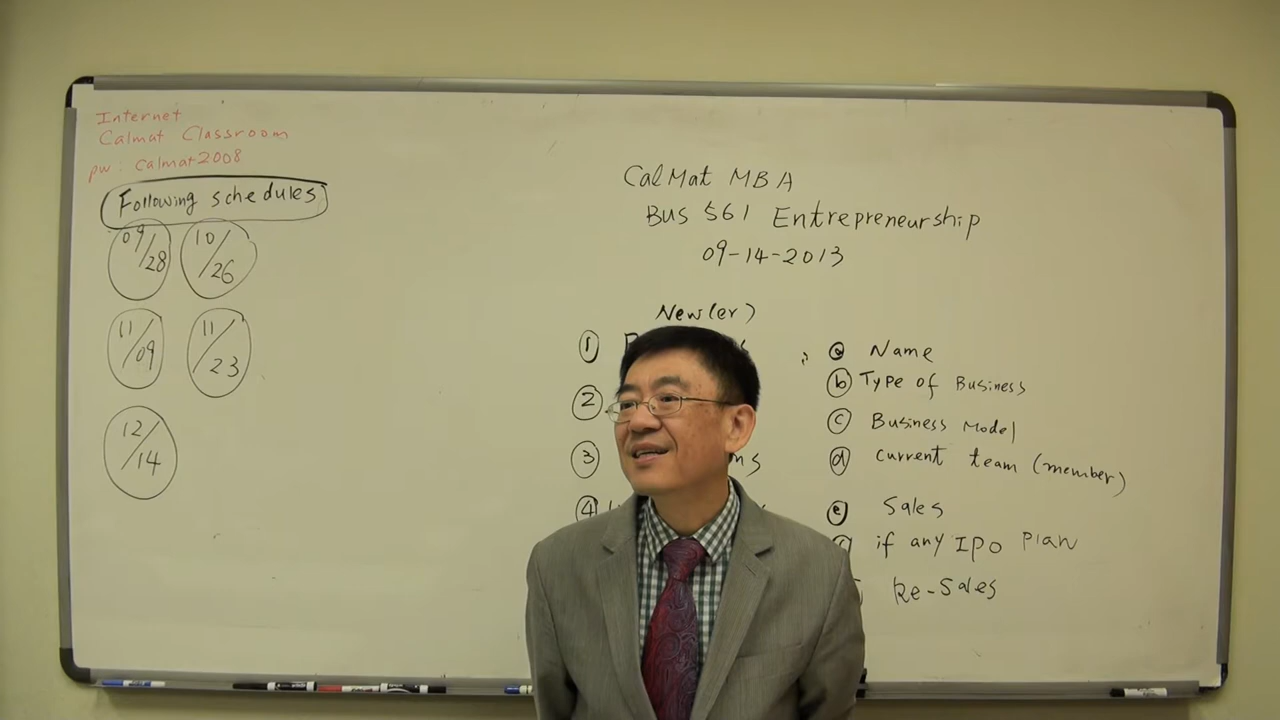 Internet
Calmat Classroom
pw: Calmat2008
Following schedules
09/28
10/26
11/09
11/23
12/14
CalMat MBA
Bus 561 Entrepreneurship
09-14-2013
New(er)
1
2
3
4
a Name
b Type of Business
c Business Model
d current team (member)
e Sales
if any IPO plan
Re-Sales